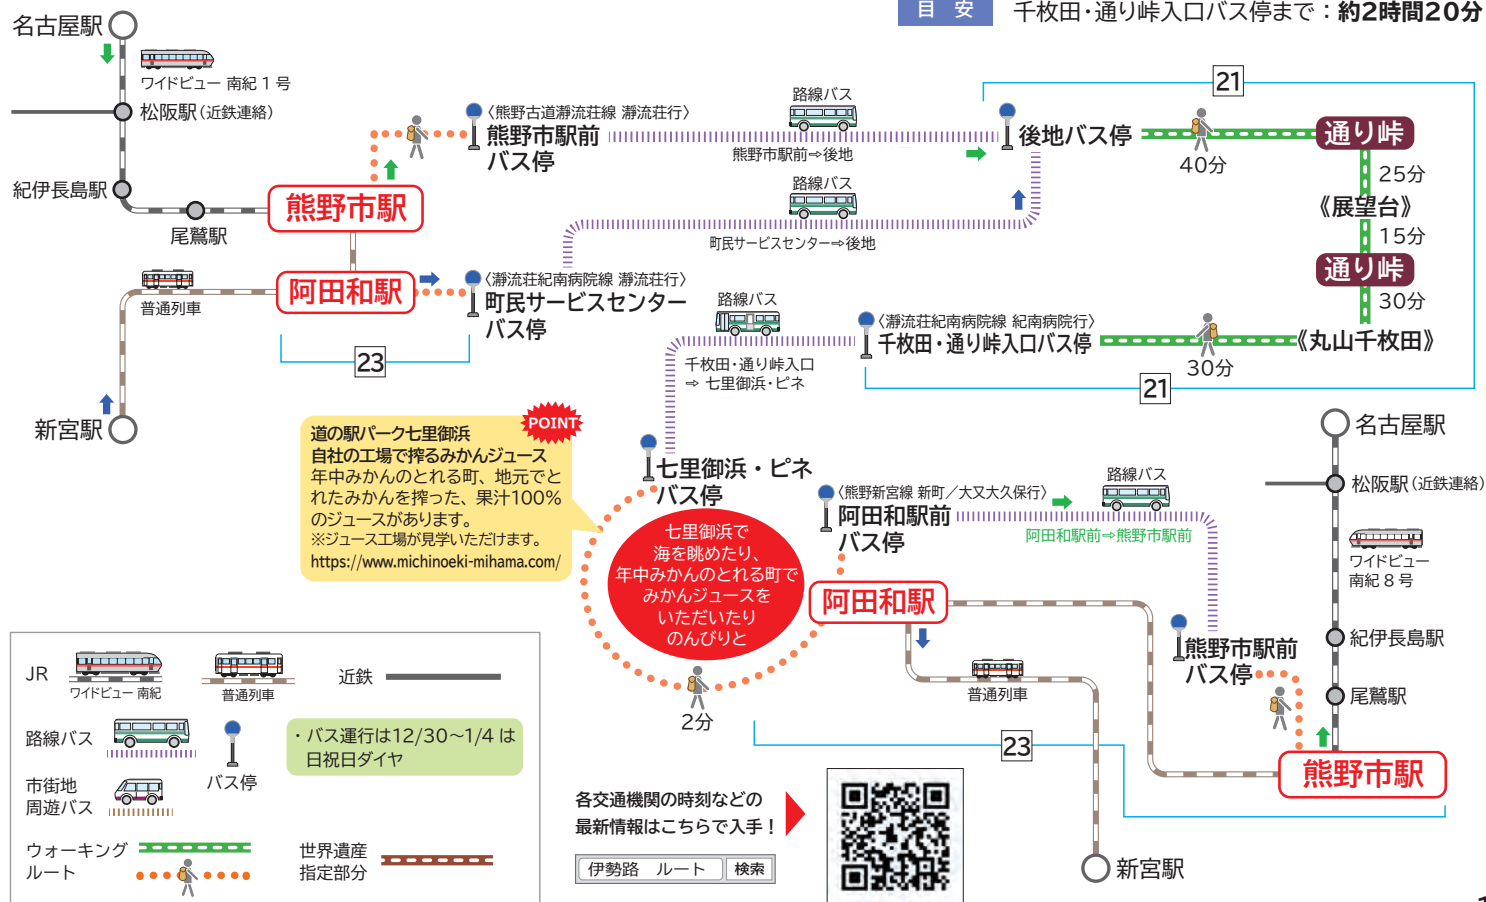 目 安
千枚田・通り峠入口バス停まで：約2時間20分
名古屋駅
ワイドビュー 南紀 1 号
松阪駅（近鉄連絡）
紀伊長島駅
尾鷲駅
熊野市駅
〈熊野古道瀞流荘線 瀞流荘行〉
熊野市駅前
バス停
路線バス
熊野市駅前⇨後地
後地バス停
21
40分
通り峠
25分
《展望台》
15分
通り峠
30分
《丸山千枚田》
路線バス
町民サービスセンター⇨後地
阿田和駅
普通列車
新宮駅
〈瀞流荘紀南病院線 瀞流荘行〉
町民サービスセンター
バス停
23
路線バス
千枚田・通り峠入口
⇨ 七里御浜・ピネ
〈瀞流荘紀南病院線 紀南病院行〉
千枚田・通り峠入口バス停
30分
21
POINT
道の駅パーク七里御浜
自社の工場で搾るみかんジュース
年中みかんのとれる町、地元でと
れたみかんを搾った、果汁100%
のジュースがあります。
※ジュース工場が見学いただけます。
https://www.michinoeki-mihama.com/
七里御浜・ピネ
バス停
七里御浜で
海を眺めたり、
年中みかんのとれる町で
みかんジュースを
いただいたり
のんびりと
2分
〈熊野新宮線 新町／大又大久保行〉
阿田和駅前
バス停
路線バス
阿田和駅前⇨熊野市駅前
阿田和駅
普通列車
新宮駅
23
熊野市駅前
バス停
熊野市駅
名古屋駅
松阪駅（近鉄連絡）
ワイドビュー
南紀 8 号
紀伊長島駅
尾鷲駅
JR
ワイドビュー 南紀
普通列車
近鉄
路線バス
バス停
・バス運行は12/30～1/4 は
日祝日ダイヤ
市街地
周遊バス
ウォーキング
ルート
世界遺産
指定部分
各交通機関の時刻などの
最新情報はこちらで入手！
伊勢路 ルート 検索